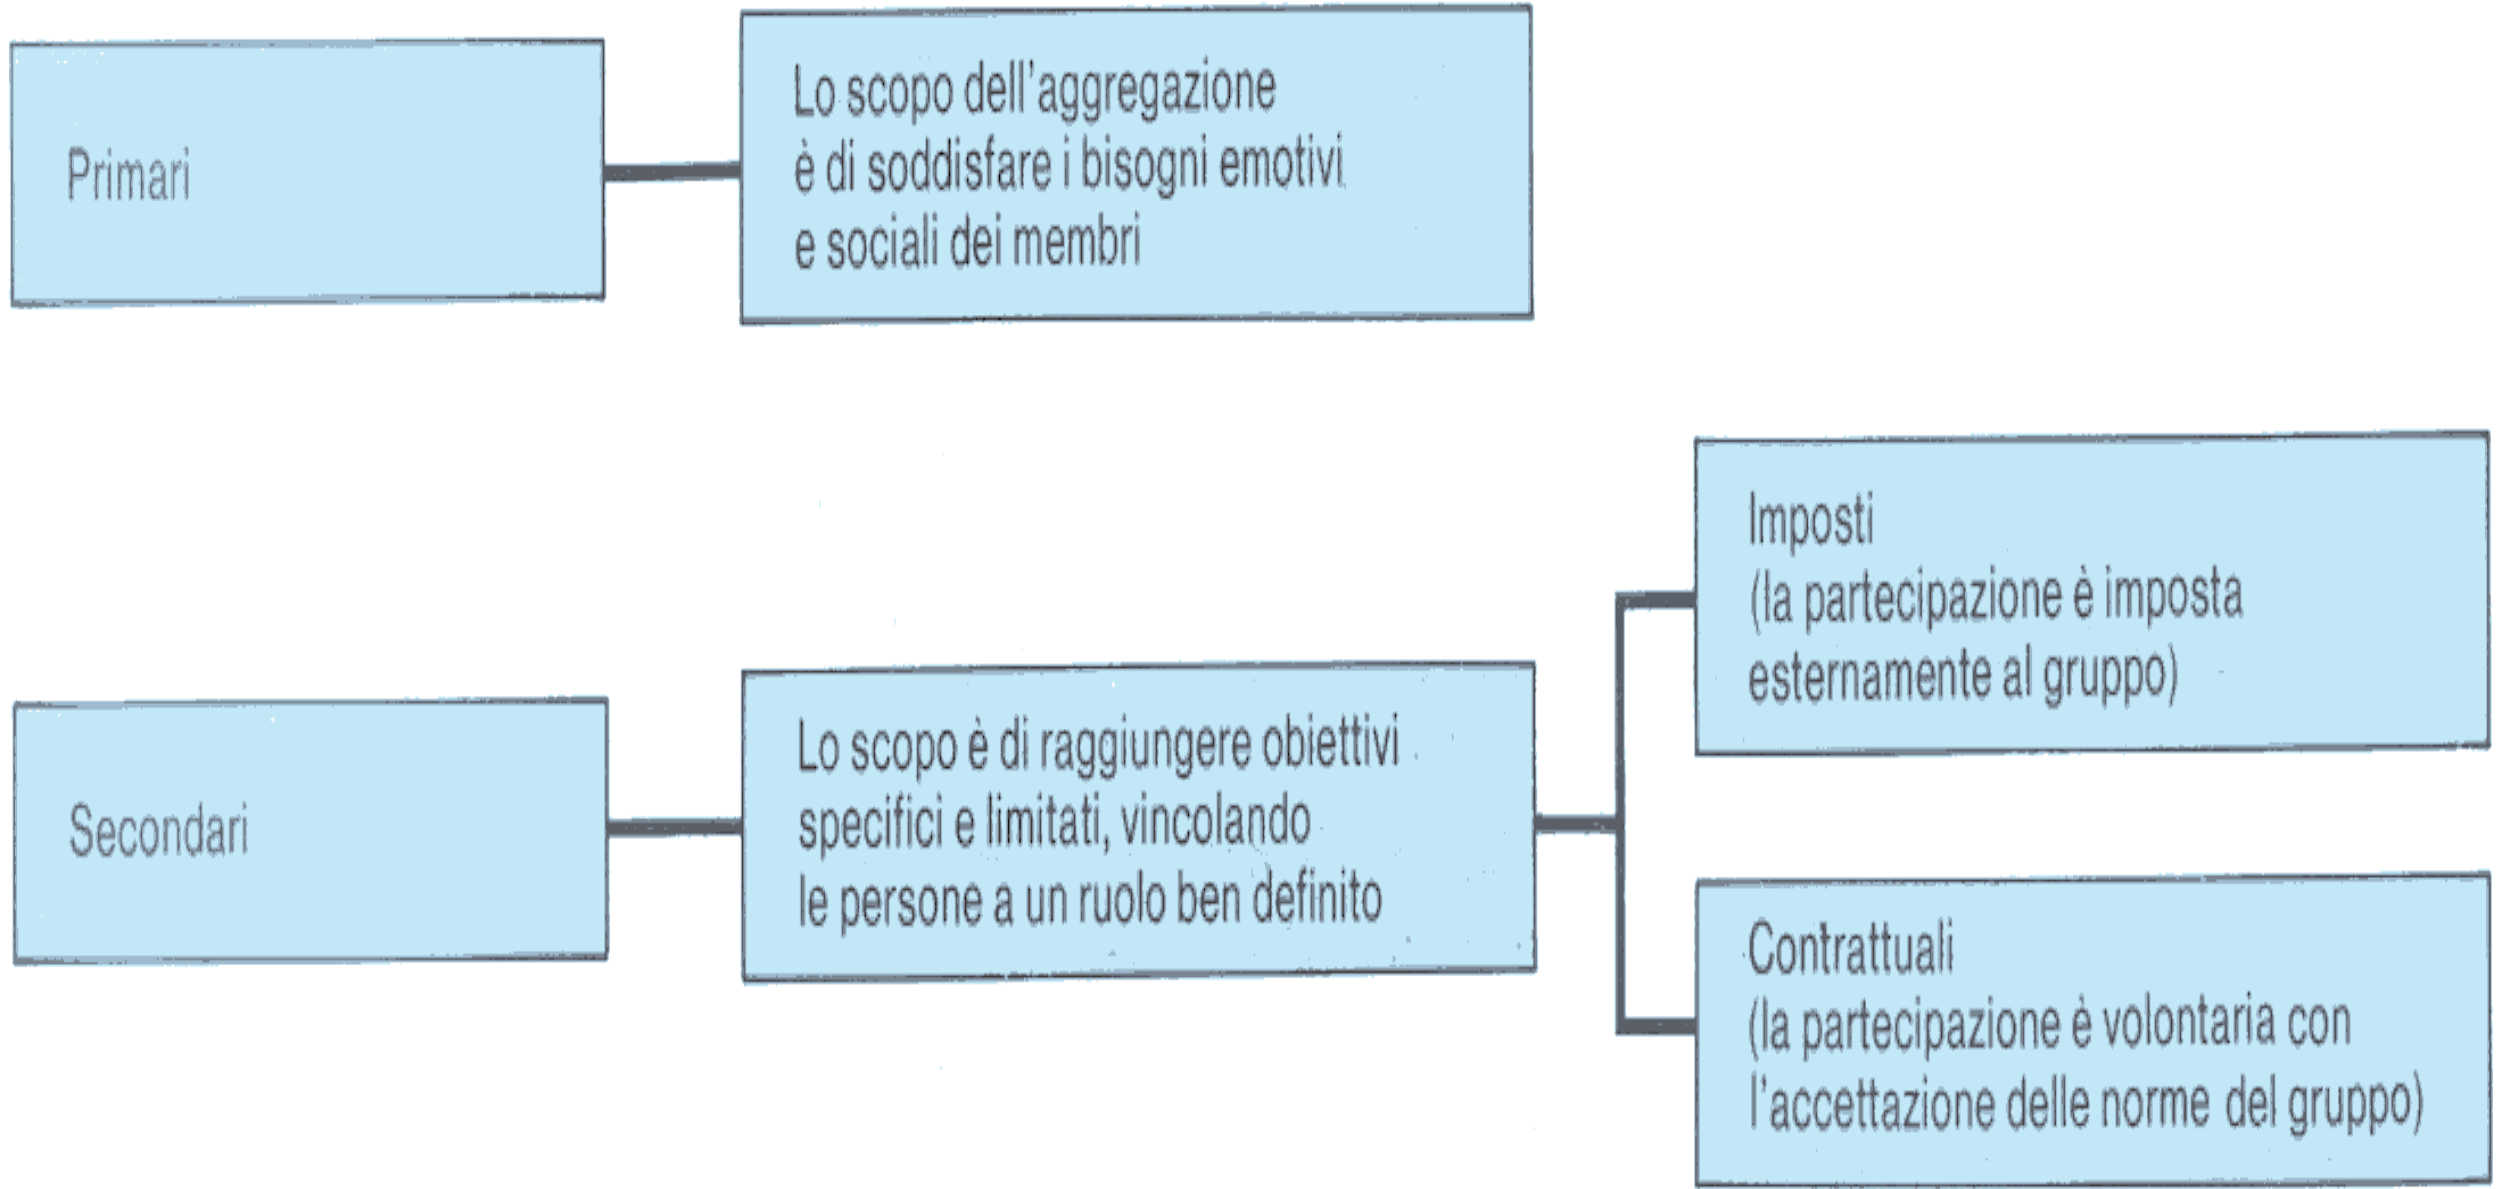 Primari
Lo scopo dell'aggregazione
è di soddisfare i bisogni emotivi
e sociali dei membri
Secondari
Lo scopo è di raggiungere obiettivi
specifici e limitati, vincolando
le persone a un ruolo ben definito
Imposti
(la partecipazione è imposta
esternamente al gruppo)
Contrattuali
(la partecipazione è volontaria con
l'accettazione delle norme del gruppo)